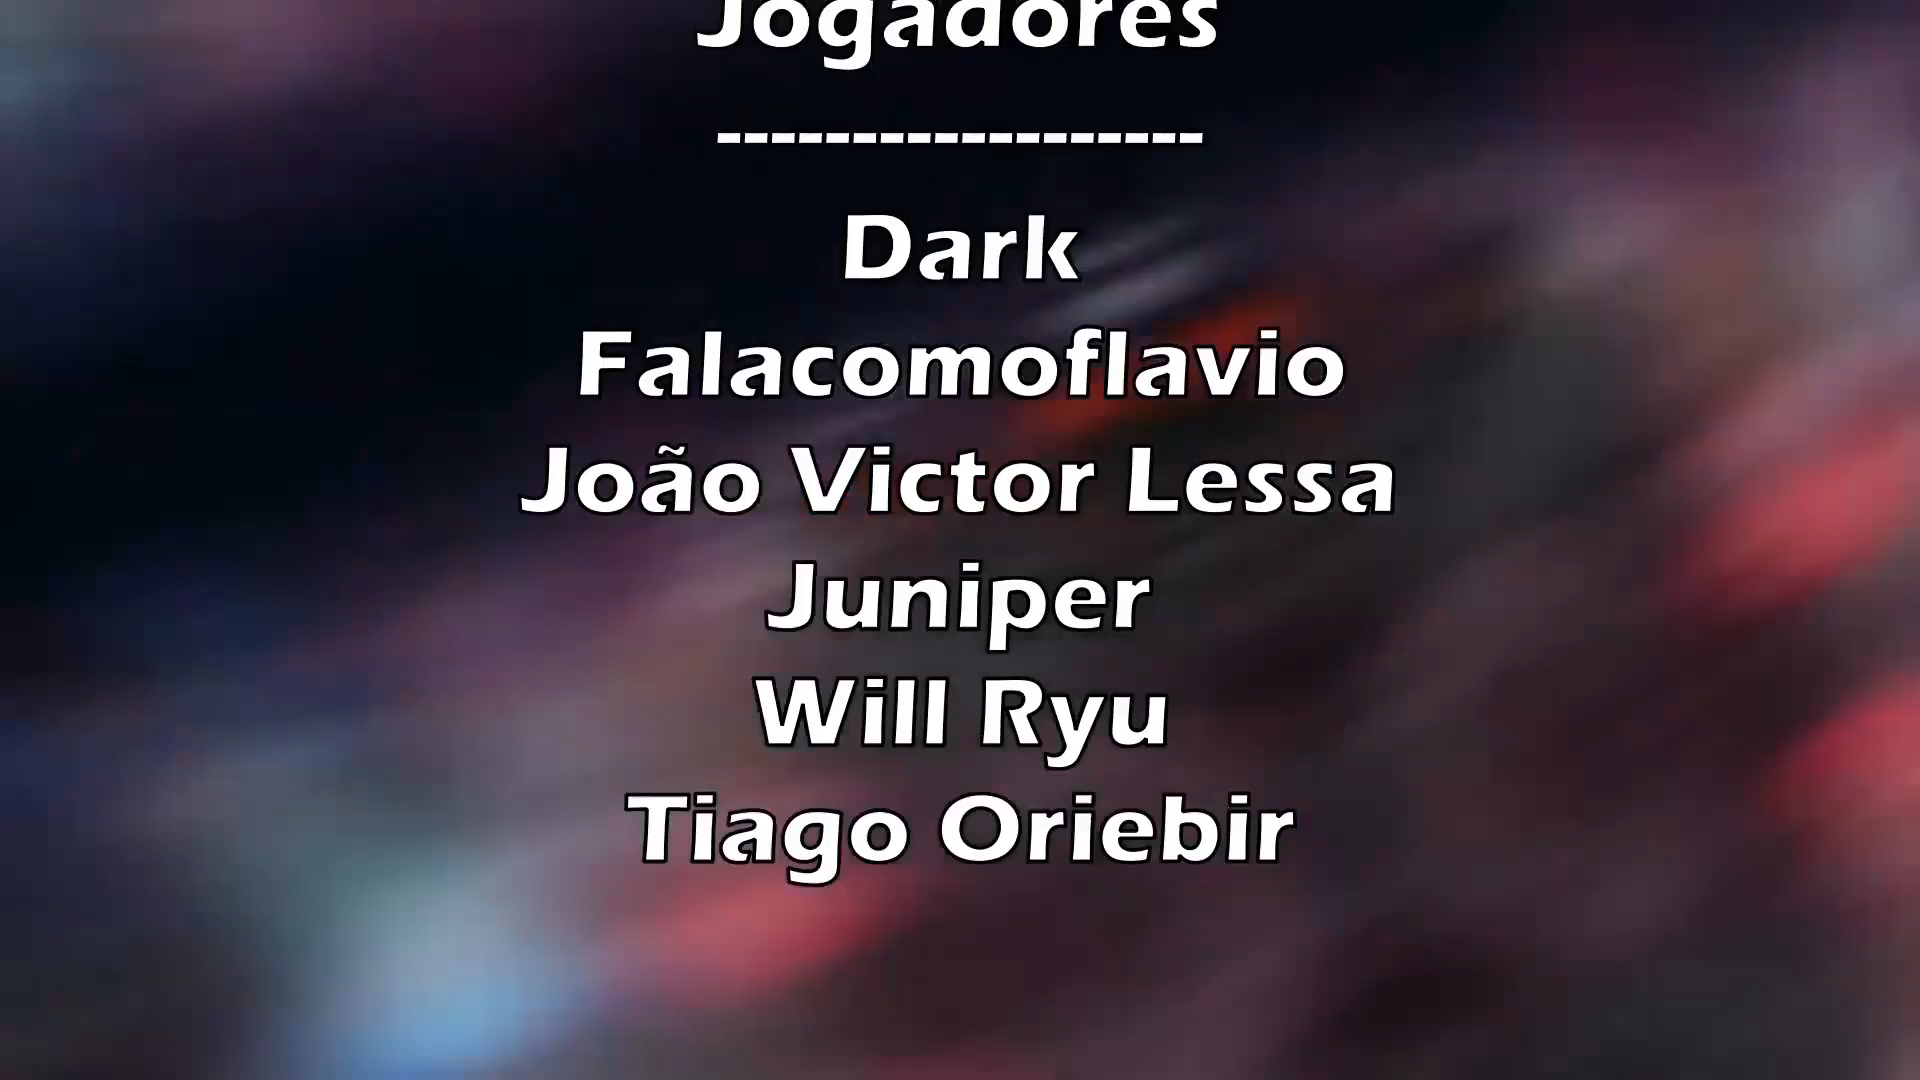 Jogadores
------------------
Dark
Falacomoflavio
João Victor Lessa
Juniper
Will Ryu
Tiago Oriebir